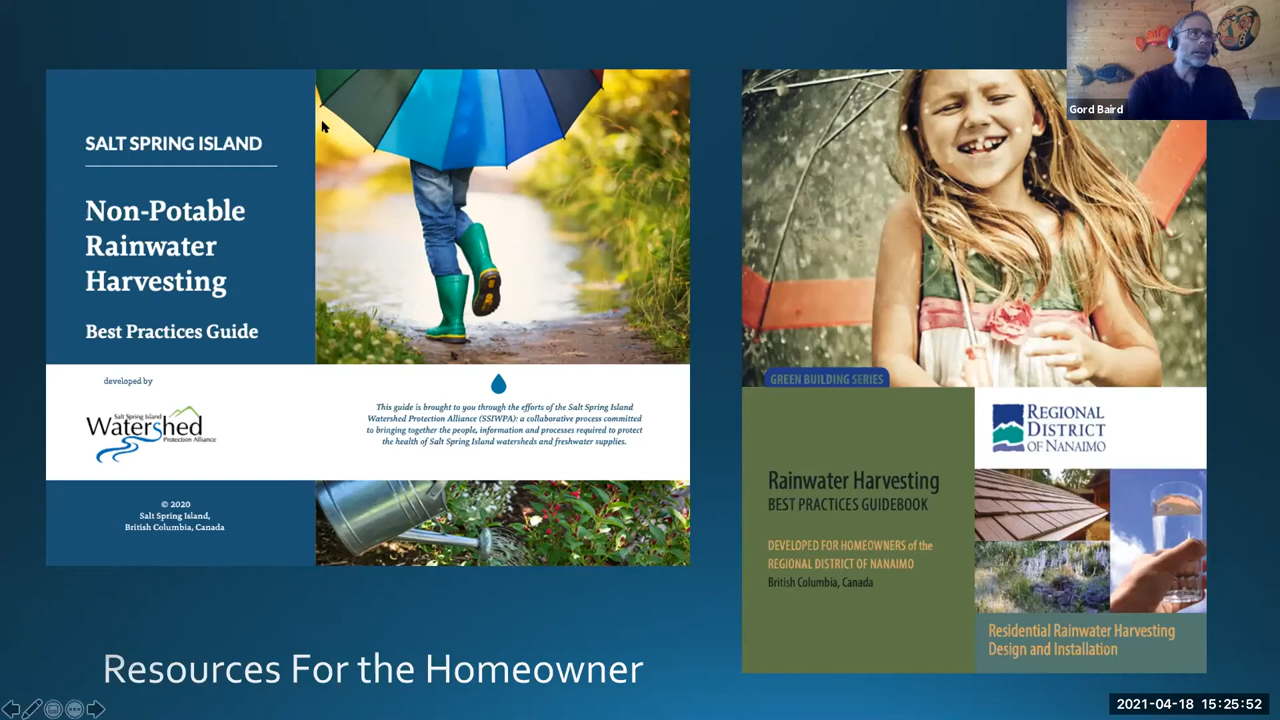 SALT SPRING ISLAND
Non-Potable
Rainwater
Harvesting
Best Practices Guide
developed by
Salt Spring Island
Watershed
Protection Alliance
This guide is brought to you through the efforts of the Salt Spring Island
Watershed Protection Alliance (SSIWPA): a collaborative process committed
to bringing together the people, information and processes required to protect
the health of Salt Spring Island watersheds and freshwater supplies.
© 2020
Salt Spring Island,
British Columbia, Canada
Gord Baird
GREEN BUILDING SERIES
REGIONAL
DISTRICT
OF NANAIMO
Rainwater Harvesting
BEST PRACTICES GUIDEBOOK
DEVELOPED FOR HOMEOWNERS of the
REGIONAL DISTRICT OF NANAIMO
British Columbia, Canada
Residential Rainwater Harvesting
Design and Installation
Resources For the Homeowner
2021-04-18 15:25:52